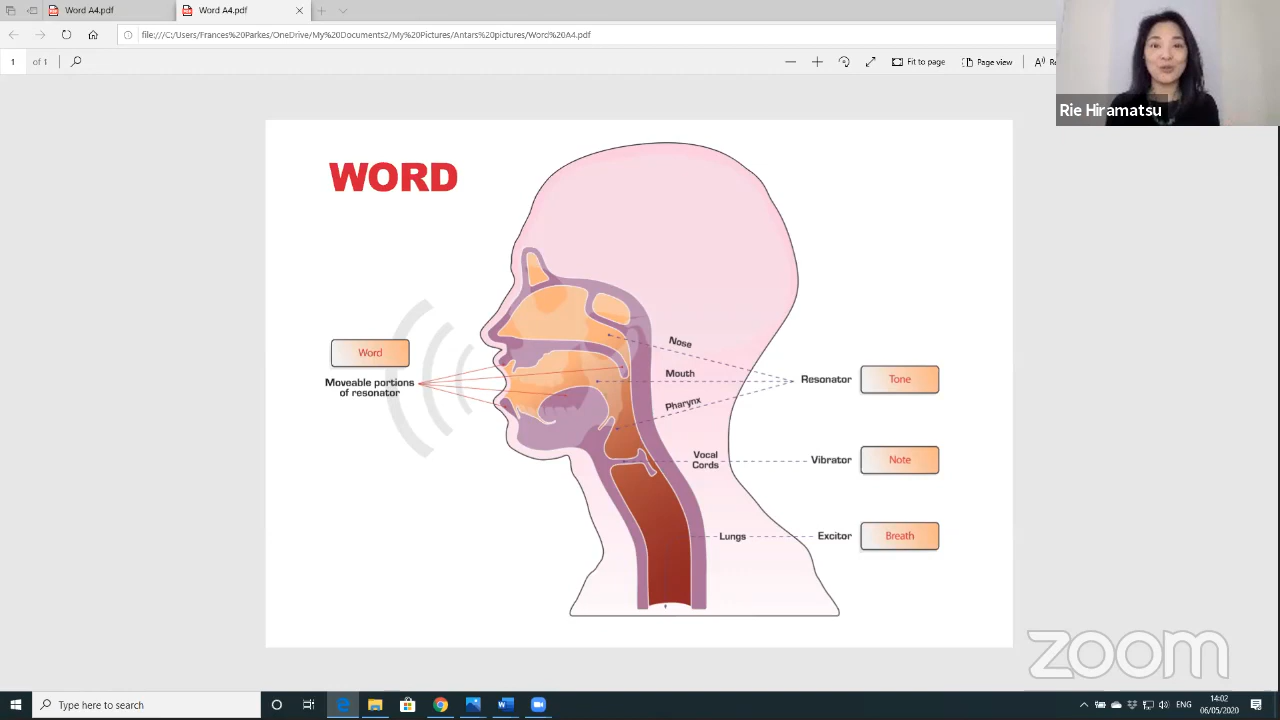 Word A4.pdf
Word A4.pdf
file:///C:/Users/Frances%20Parkes/OneDrive/My%20Documents2/My%20Pictures/Antars%20pictures/Word%20A4.pdf
1 of 1
Fit to page
Page view
Rie Hiramatsu
WORD
Word
Moveable portions
of resonator
Nose
Mouth
Pharynx
Resonator
Tone
Vocal
Cords
Vibrator
Note
Lungs
Excitor
Breath
zoom
Type here to search
ENG
14:02
06/05/2020